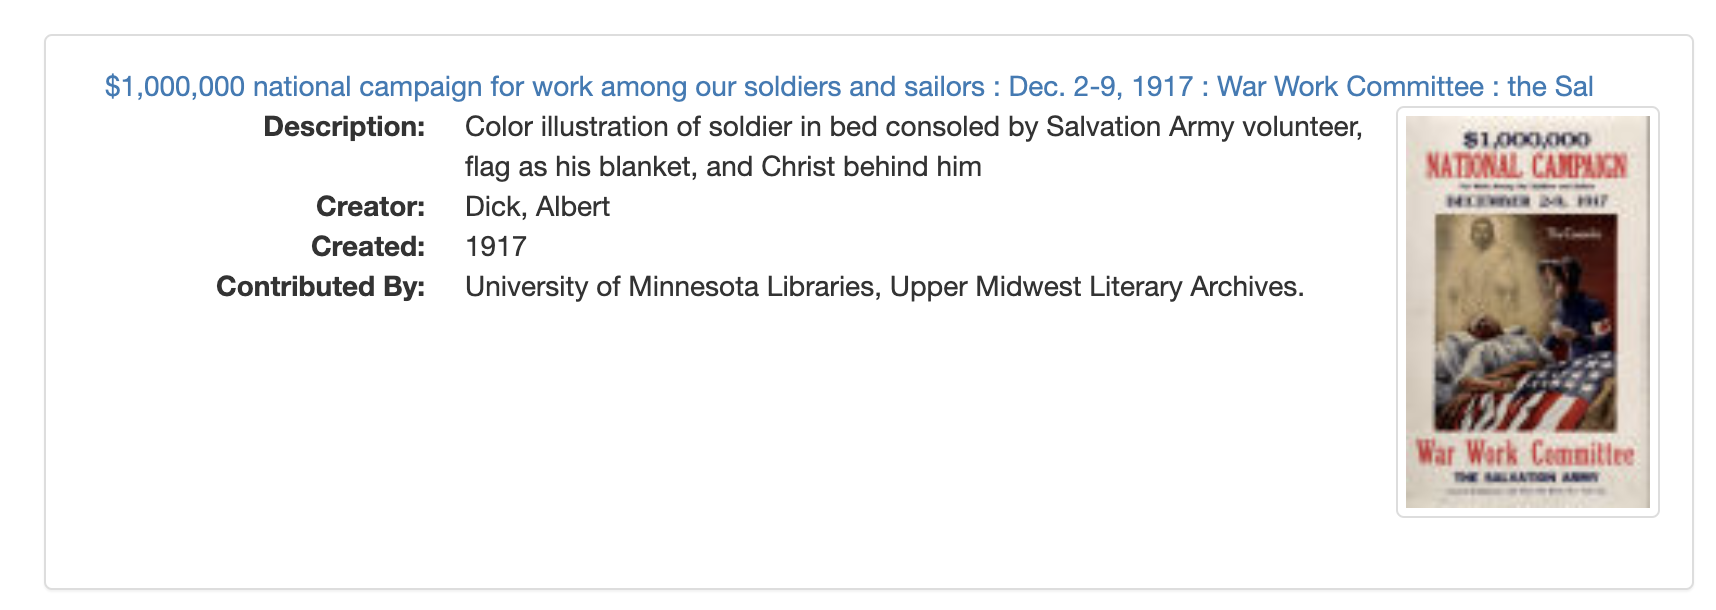 $1,000,000 national campaign for work among our soldiers and sailors : Dec. 2-9, 1917 : War Work Committee : the Sal
Description: Color illustration of soldier in bed consoled by Salvation Army volunteer,
flag as his blanket, and Christ behind him
Creator: Dick, Albert
Created: 1917
Contributed By: University of Minnesota Libraries, Upper Midwest Literary Archives.
$1,000,000
NATIONAL CAMPAIGN
DECEMBER 2-9, 1917
War Work Committee
THE SALVATION ARMY